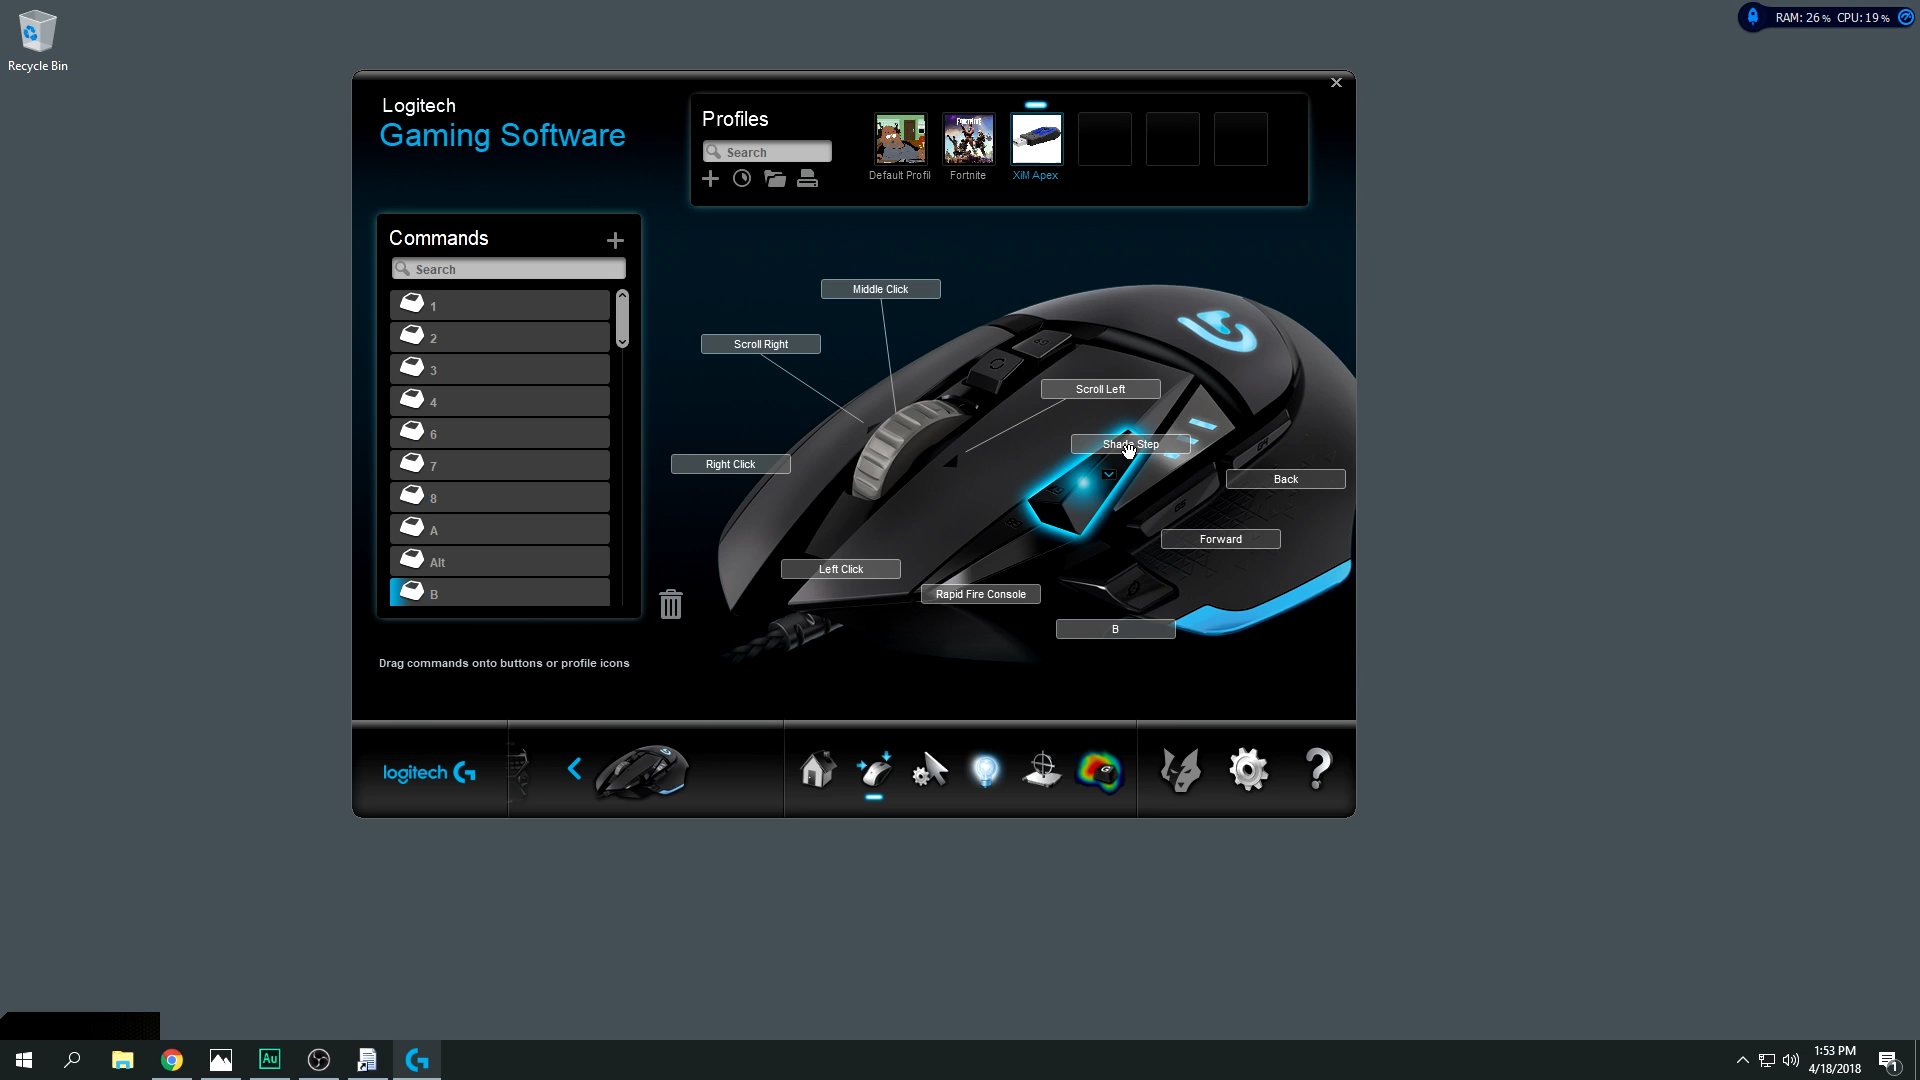 Recycle Bin
RAM: 26 % CPU: 19 %
Logitech
Gaming Software
Profiles
Search
Default Profil
Fortnite
XiM Apex
Commands
Search
1
2
3
4
6
7
8
A
Alt
B
Drag commands onto buttons or profile icons
Middle Click
Scroll Right
Scroll Left
Shade Step
Right Click
Back
Forward
Left Click
Rapid Fire Console
B
logitech G
Au
1:53 PM
4/18/2018
1